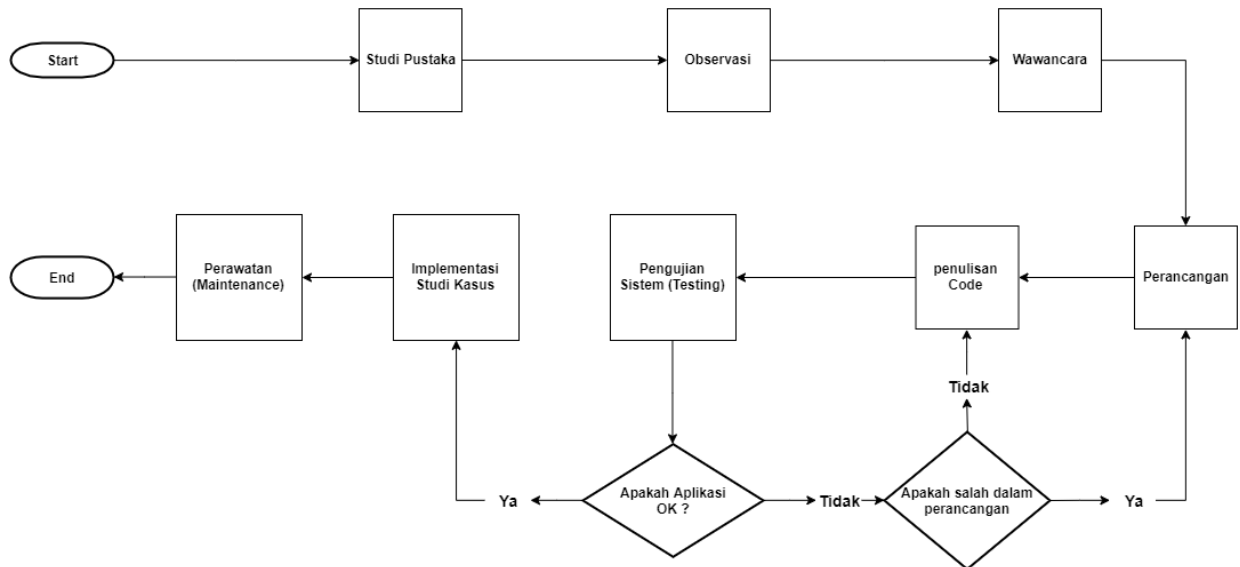 Start
Studi Pustaka
Observasi
Wawancara
End
Perawatan
(Maintenance)
Implementasi
Studi Kasus
Pengujian
Sistem (Testing)
penulisan
Code
Perancangan
Tidak
Ya
Apakah Aplikasi
OK ?
Tidak
Apakah salah dalam
perancangan
Ya